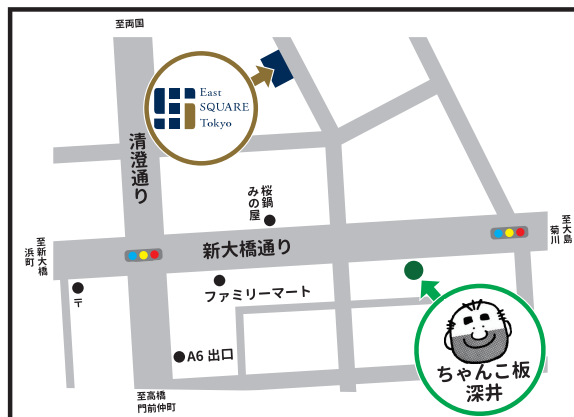 至両国
East
SQUARE
Tokyo
清澄通り
桜鍋
みの屋
至大島
菊川
至新大橋
浜町
新大橋通り
〒
ファミリーマート
A6 出口
ちゃんこ板
深井
至高橋
門前仲町